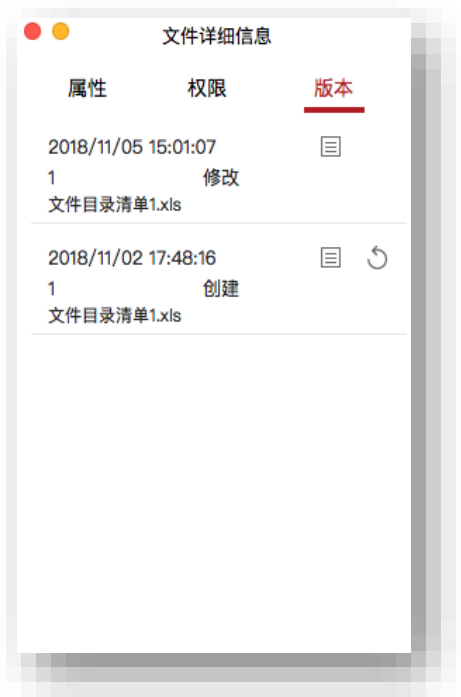 文件详细信息
属性 权限 版本
2018/11/05 15:01:07
1 修改
文件目录清单1.xls
2018/11/02 17:48:16
1 创建
文件目录清单1.xls